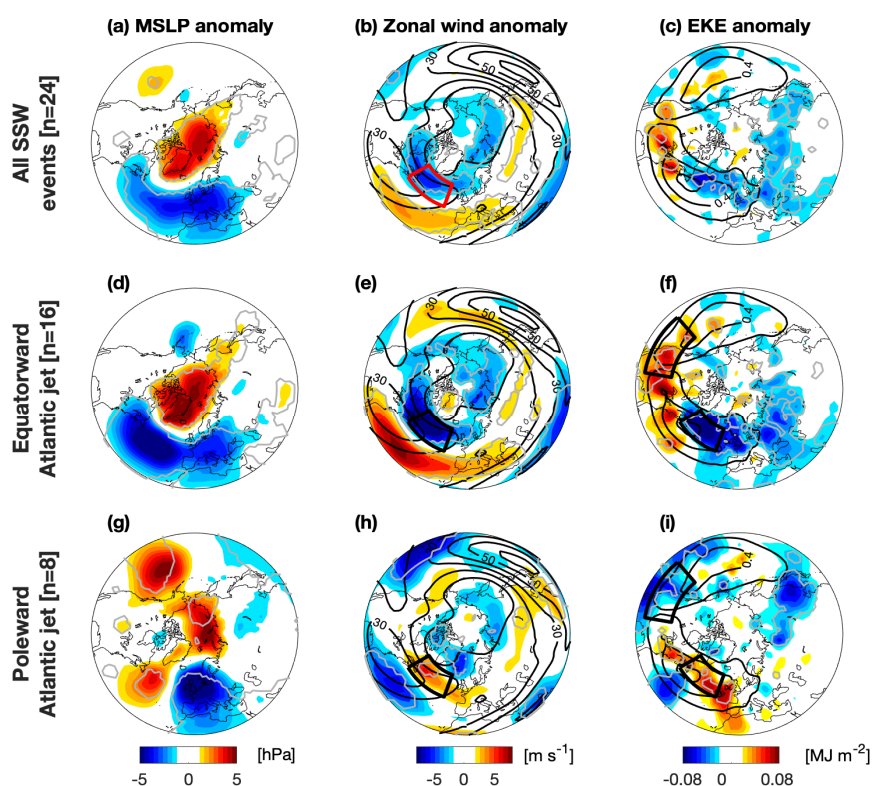 (a) MSLP anomaly
(b) Zonal wind anomaly
(c) EKE anomaly
All SSW
events [n=24]
30
50
50
30
30
0.4
0.4
(d)
(e)
(f)
Equatorward
Atlantic jet [n=16]
30
50
30
30
0.4
(g)
(h)
(i)
Poleward
Atlantic jet [n=8]
30
50
30
0.4
-5 0 5 [hPa]
-5 0 5 [m s⁻¹]
-0.08 0 0.08 [MJ m⁻²]